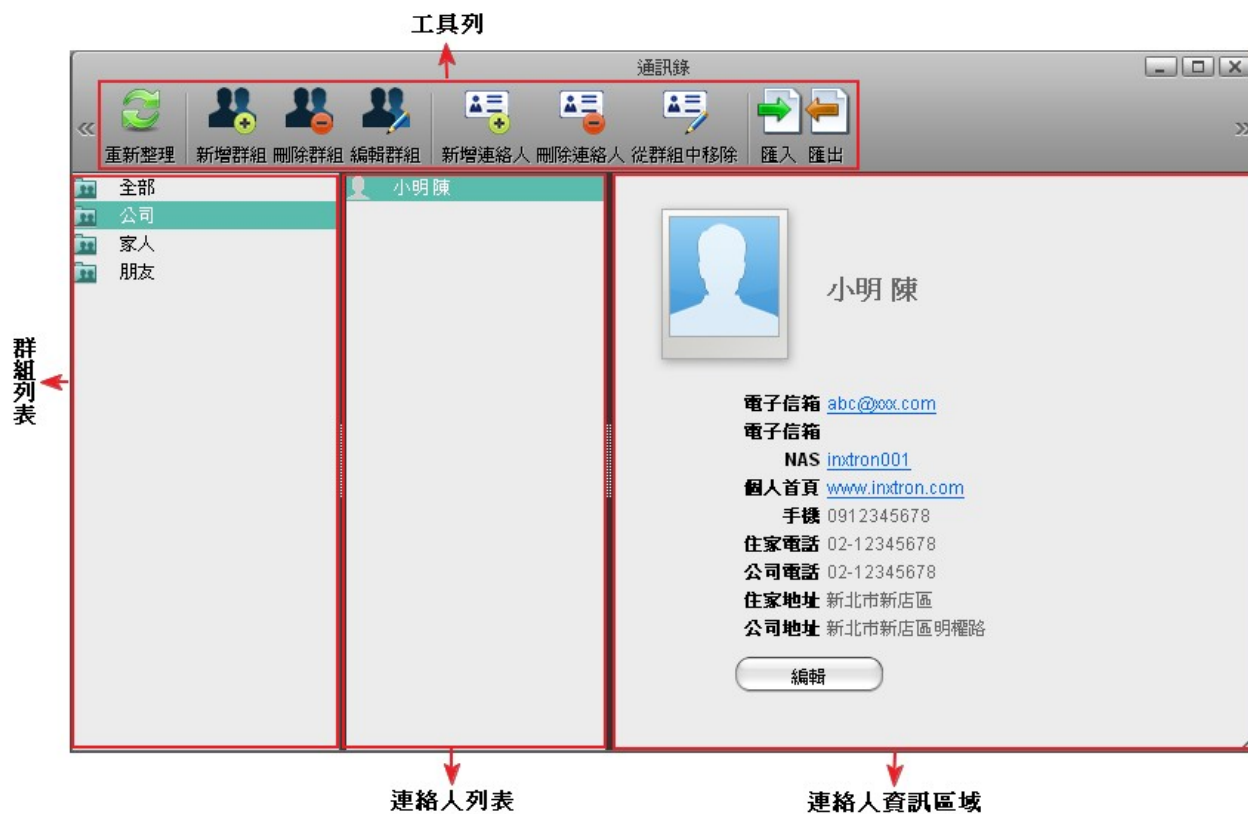 工具列
通訊錄
重新整理 新增群組 刪除群組 編輯群組 新增連絡人 刪除連絡人 從群組中移除 匯入 匯出
全部
公司
家人
朋友
小明 陳
小明 陳
電子信箱 abc@xxx.com
電子信箱
NAS inxtron001
個人首頁 www.inxtron.com
手機 0912345678
住家電話 02-12345678
公司電話 02-12345678
住家地址 新北市新店區
公司地址 新北市新店區明權路
編輯
群組列表
連絡人列表
連絡人資訊區域